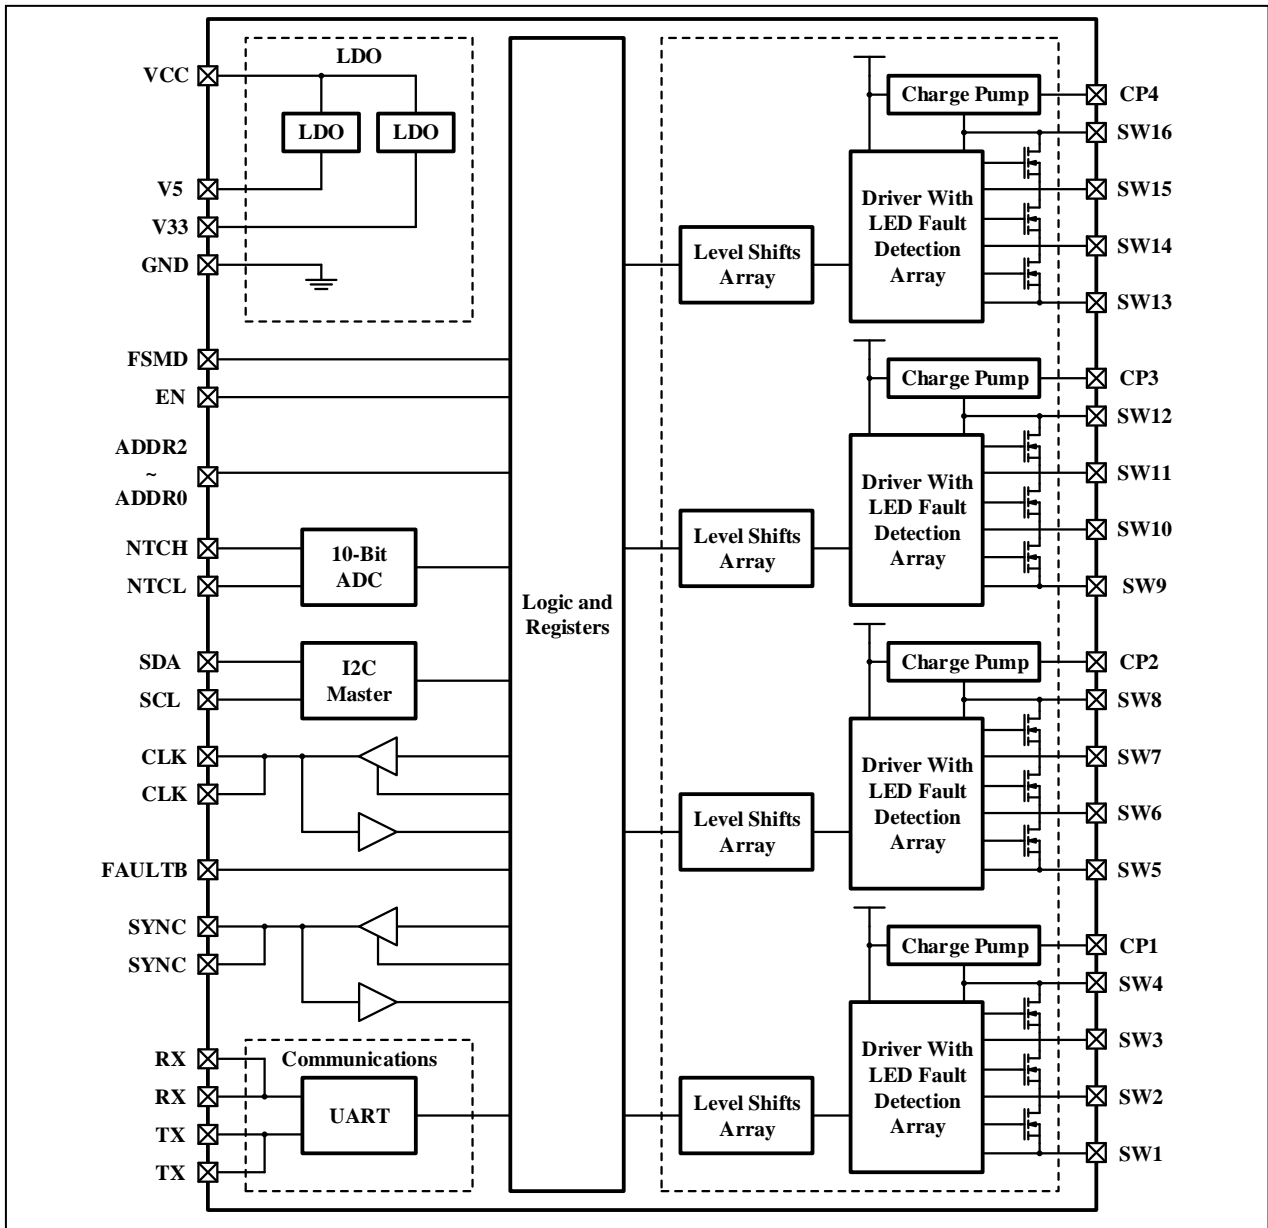 VCC
V5
V33
GND
LDO
LDO
LDO
FSMD
EN
ADDR2
~
ADDR0
NTCH
NTCL
10-Bit
ADC
SDA
SCL
I2C
Master
CLK
CLK
FAULTB
SYNC
SYNC
RX
RX
TX
TX
Communications
UART
Logic and
Registers
Level Shifts
Array
Charge Pump
Driver With
LED Fault
Detection
Array
CP4
SW16
SW15
SW14
SW13
Level Shifts
Array
Charge Pump
Driver With
LED Fault
Detection
Array
CP3
SW12
SW11
SW10
SW9
Level Shifts
Array
Charge Pump
Driver With
LED Fault
Detection
Array
CP2
SW8
SW7
SW6
SW5
Level Shifts
Array
Charge Pump
Driver With
LED Fault
Detection
Array
CP1
SW4
SW3
SW2
SW1